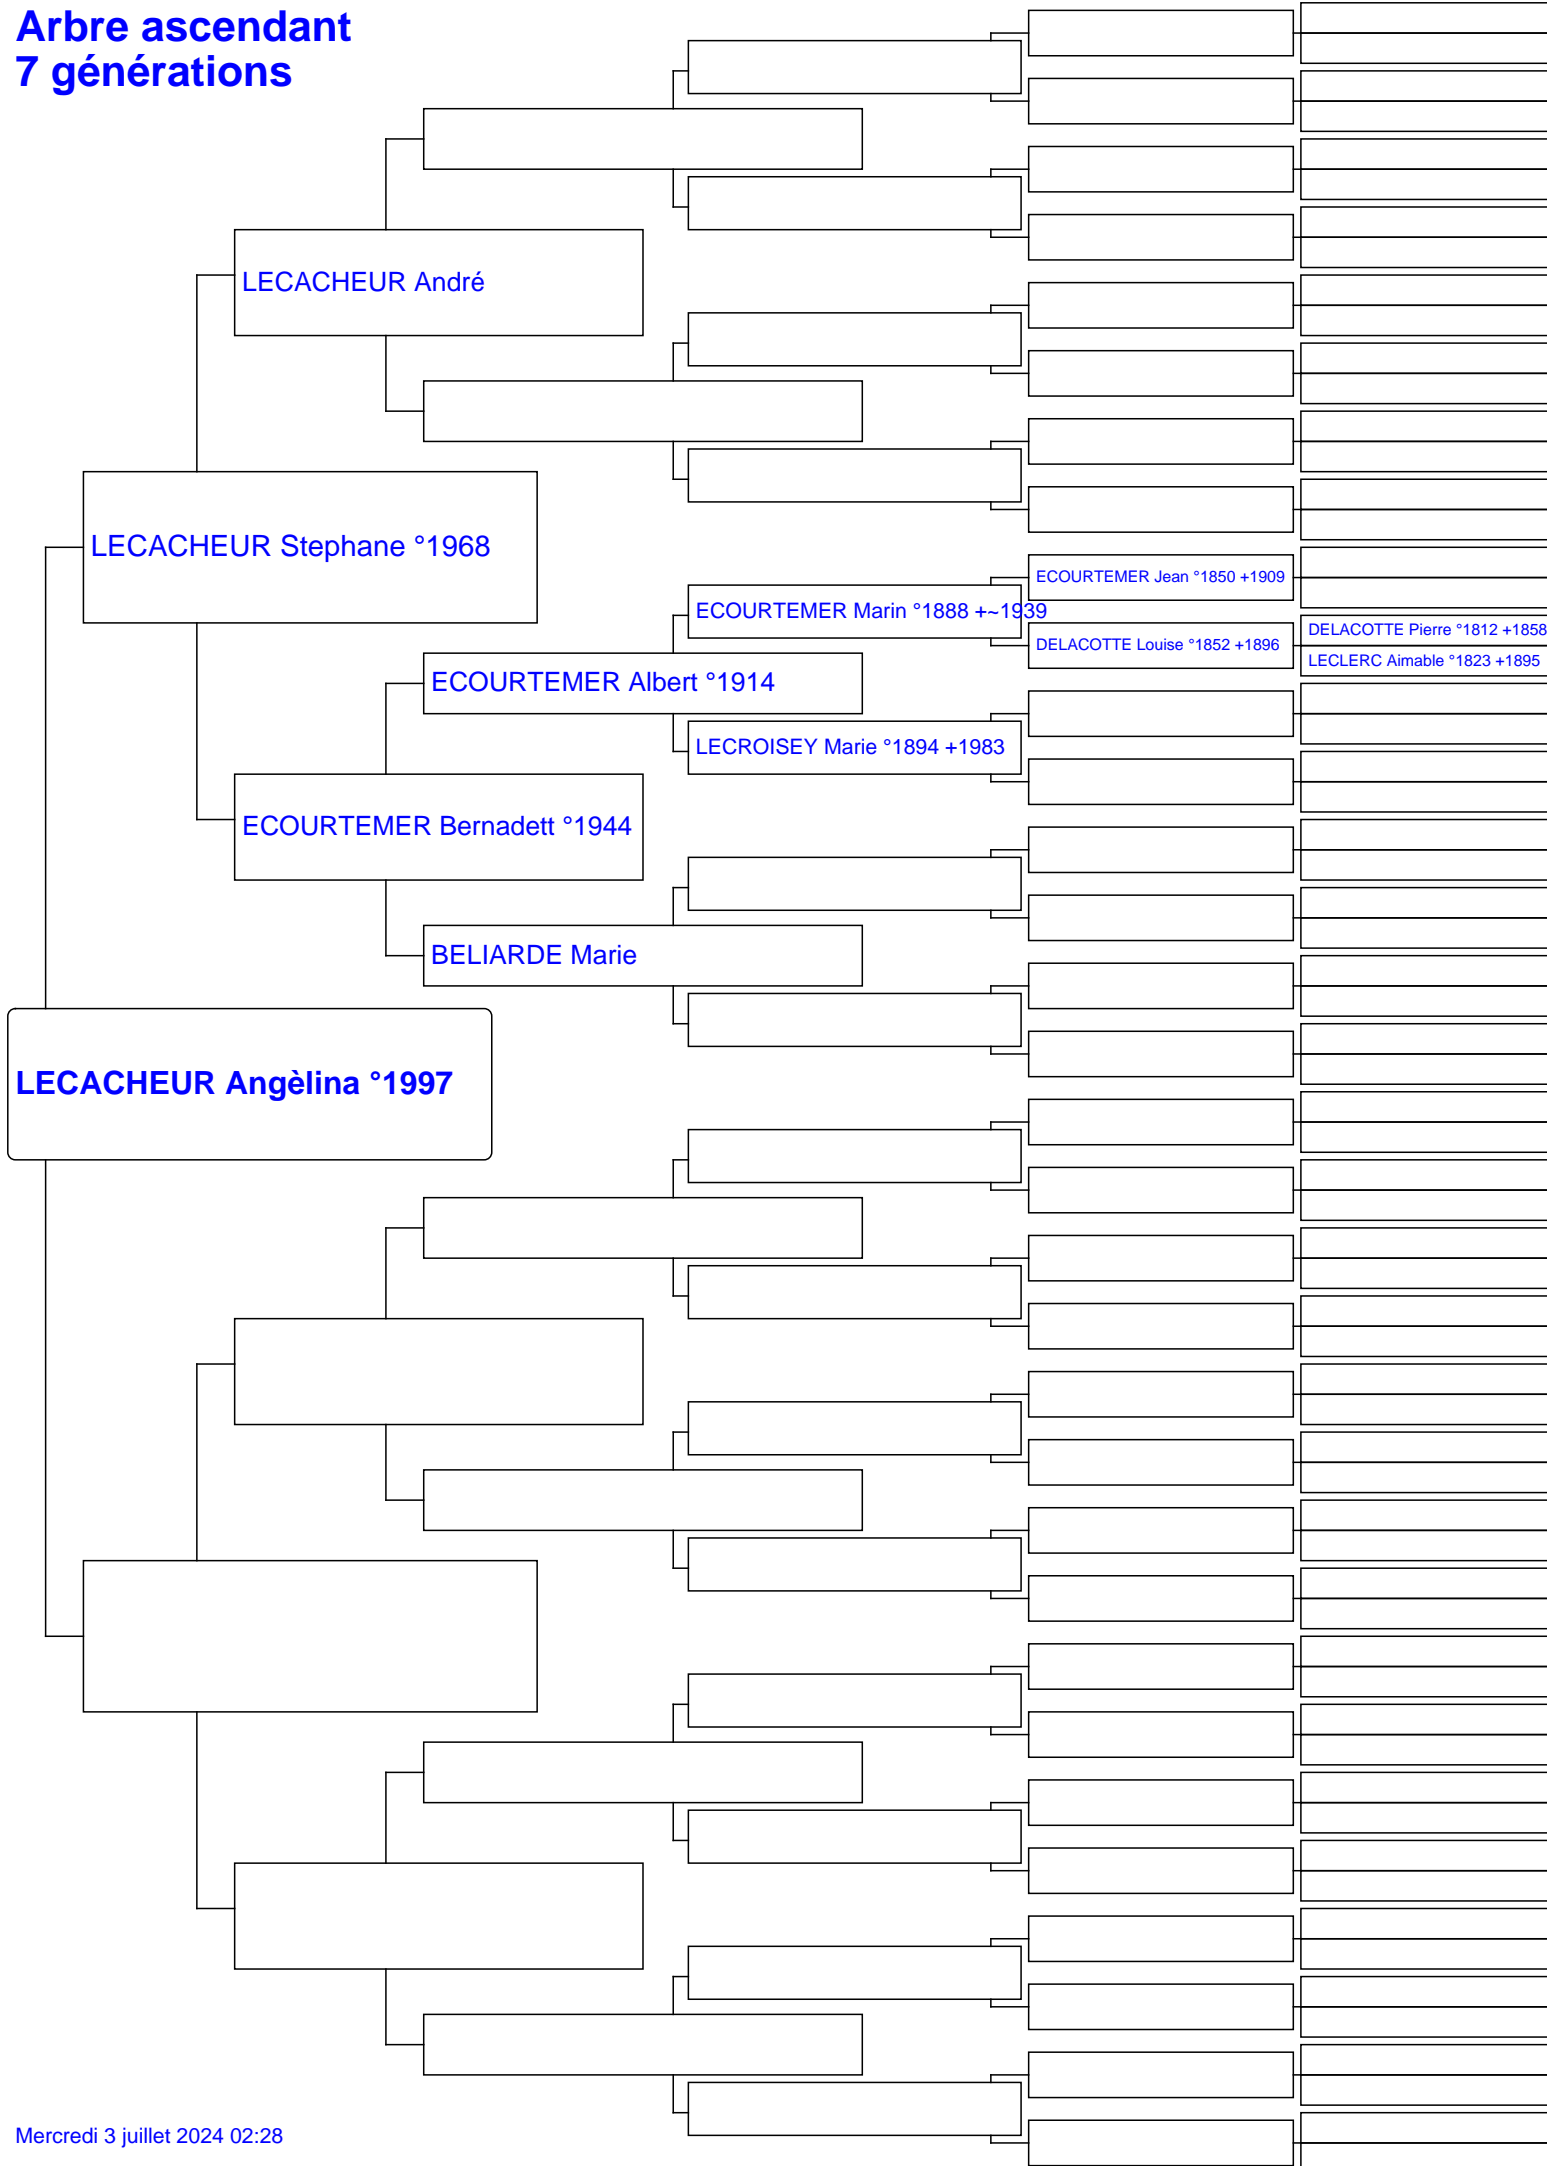 Arbre ascendant
7 générations
LECACHEUR André
LECACHEUR Stephane °1968
ECOURTEMER Jean °1850 +1909
ECOURTEMER Marin °1888 +~1939
DELACOTTE Pierre °1812 +1858
DELACOTTE Louise °1852 +1896
LECLERC Aimable °1823 +1895
ECOURTEMER Albert °1914
LECROISEY Marie °1894 +1983
ECOURTEMER Bernadett °1944
BELIARDE Marie
LECACHEUR Angèlina °1997
Mercredi 3 juillet 2024 02:28